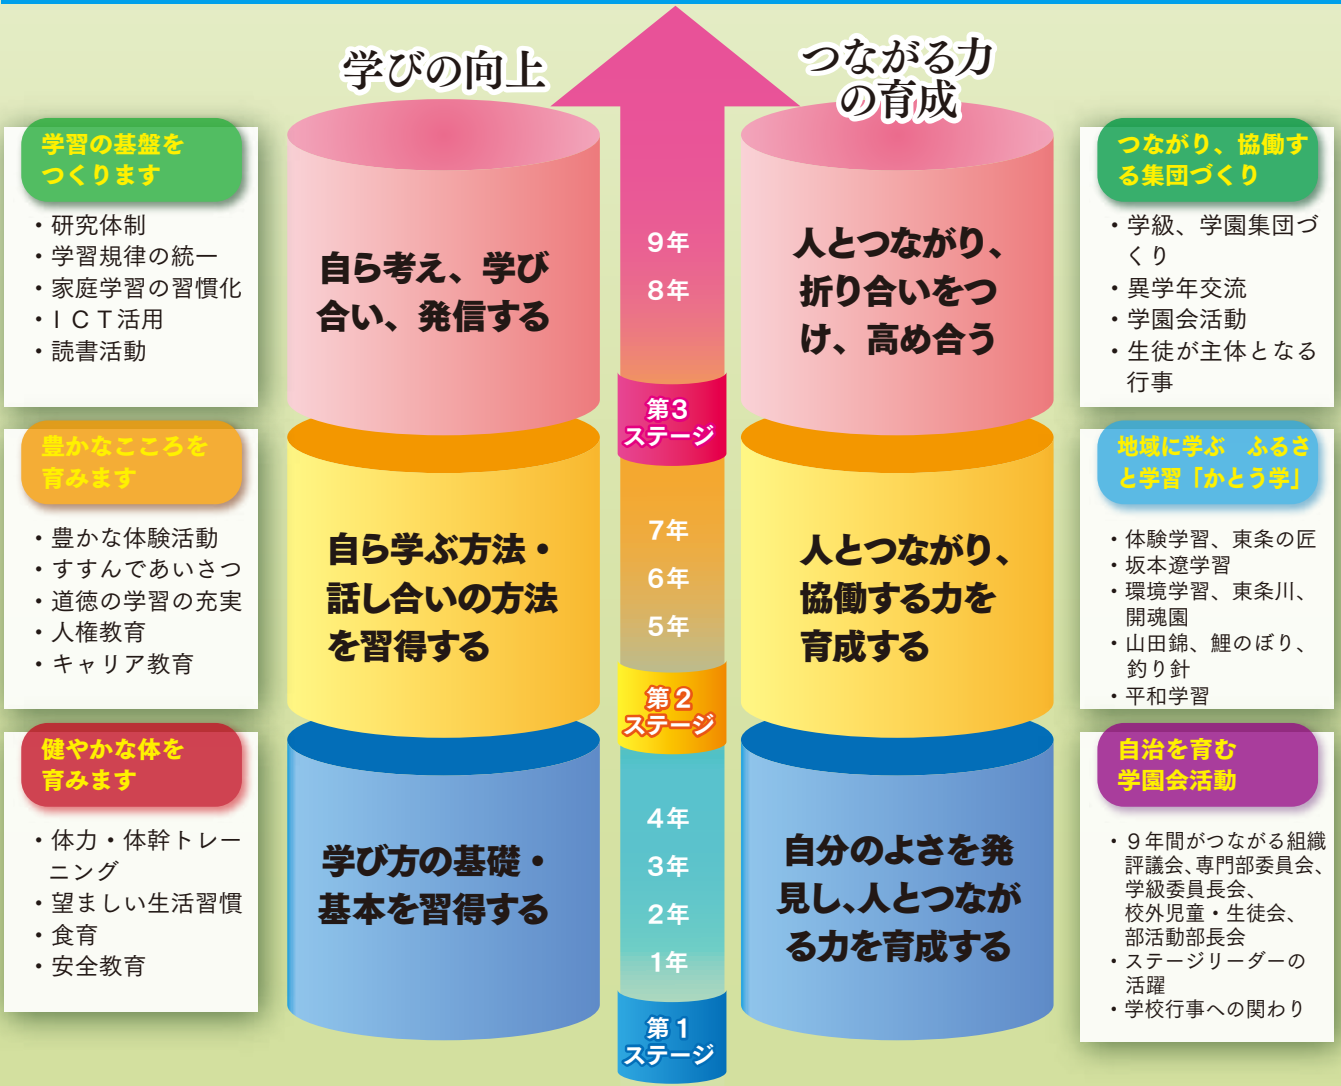 学びの向上
つながる力
の育成
学習の基盤を
つくります
・研究体制
・学習規律の統一
・家庭学習の習慣化
・ＩＣＴ活用
・読書活動
自ら考え、学び
合い、発信する
9年
8年
第3
ステージ
人とつながり、
折り合いをつ
け、高め合う
つながり、協働す
る集団づくり
・学級、学園集団づ
くり
・異学年交流
・学園会活動
・生徒が主体となる
行事
豊かなこころを
育みます
・豊かな体験活動
・すすんであいさつ
・道徳の学習の充実
・人権教育
・キャリア教育
自ら学ぶ方法・
話し合いの方法
を習得する
7年
6年
5年
第２
ステージ
人とつながり、
協働する力を
育成する
地域に学ぶ　ふるさ
と学習「かとう学」
・体験学習、東条の匠
・坂本遼学習
・環境学習、東条川、
開魂園
・山田錦、鯉のぼり、
釣り針
・平和学習
健やかな体を
育みます
・体力・体幹トレー
ニング
・望ましい生活習慣
・食育
・安全教育
学び方の基礎・
基本を習得する
4年
3年
2年
1年
第１
ステージ
自分のよさを発
見し、人とつなが
る力を育成する
自治を育む
学園会活動
・９年間がつながる組織
評議会、専門部委員会、
学級委員長会、
校外児童・生徒会、
部活動部長会
・ステージリーダーの
活躍
・学校行事への関わり